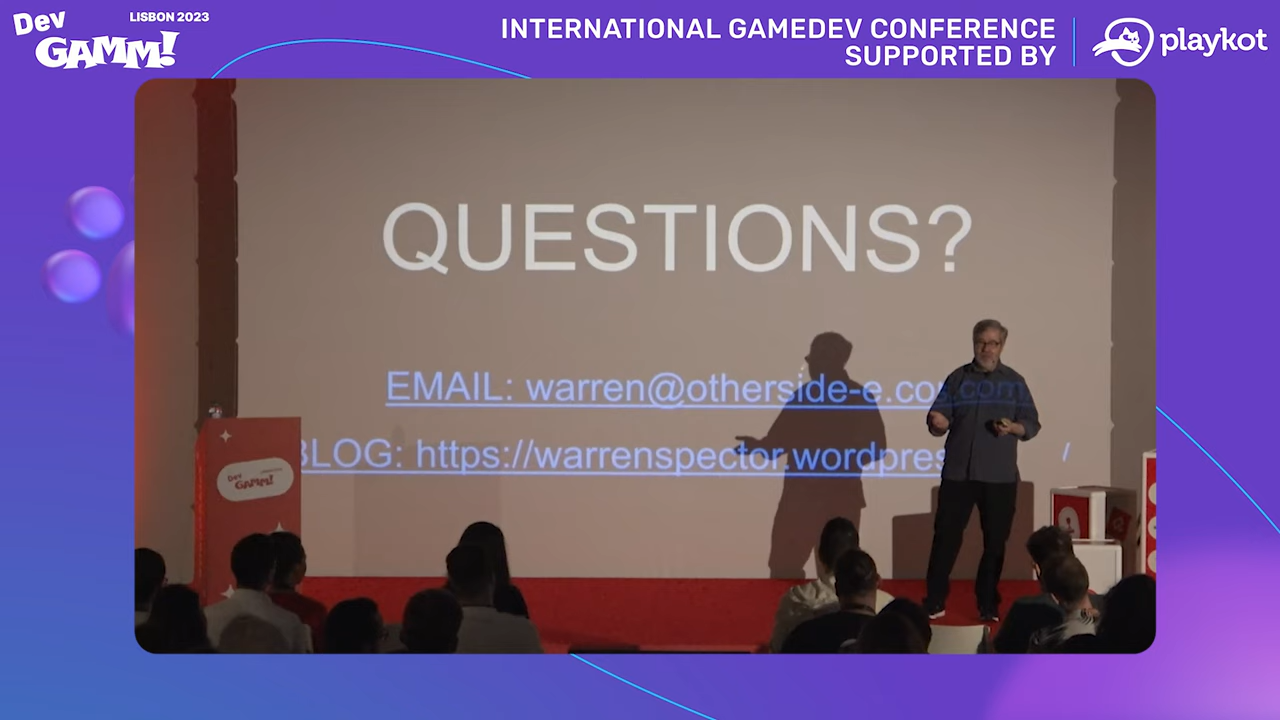 Dev
GAMM!
LISBON 2023
INTERNATIONAL GAMEDEV CONFERENCE
SUPPORTED BY
playkot
QUESTIONS?
EMAIL: warren@otherside-e.com
BLOG: https://warrenspector.wordpres /
Dev
GAMM!